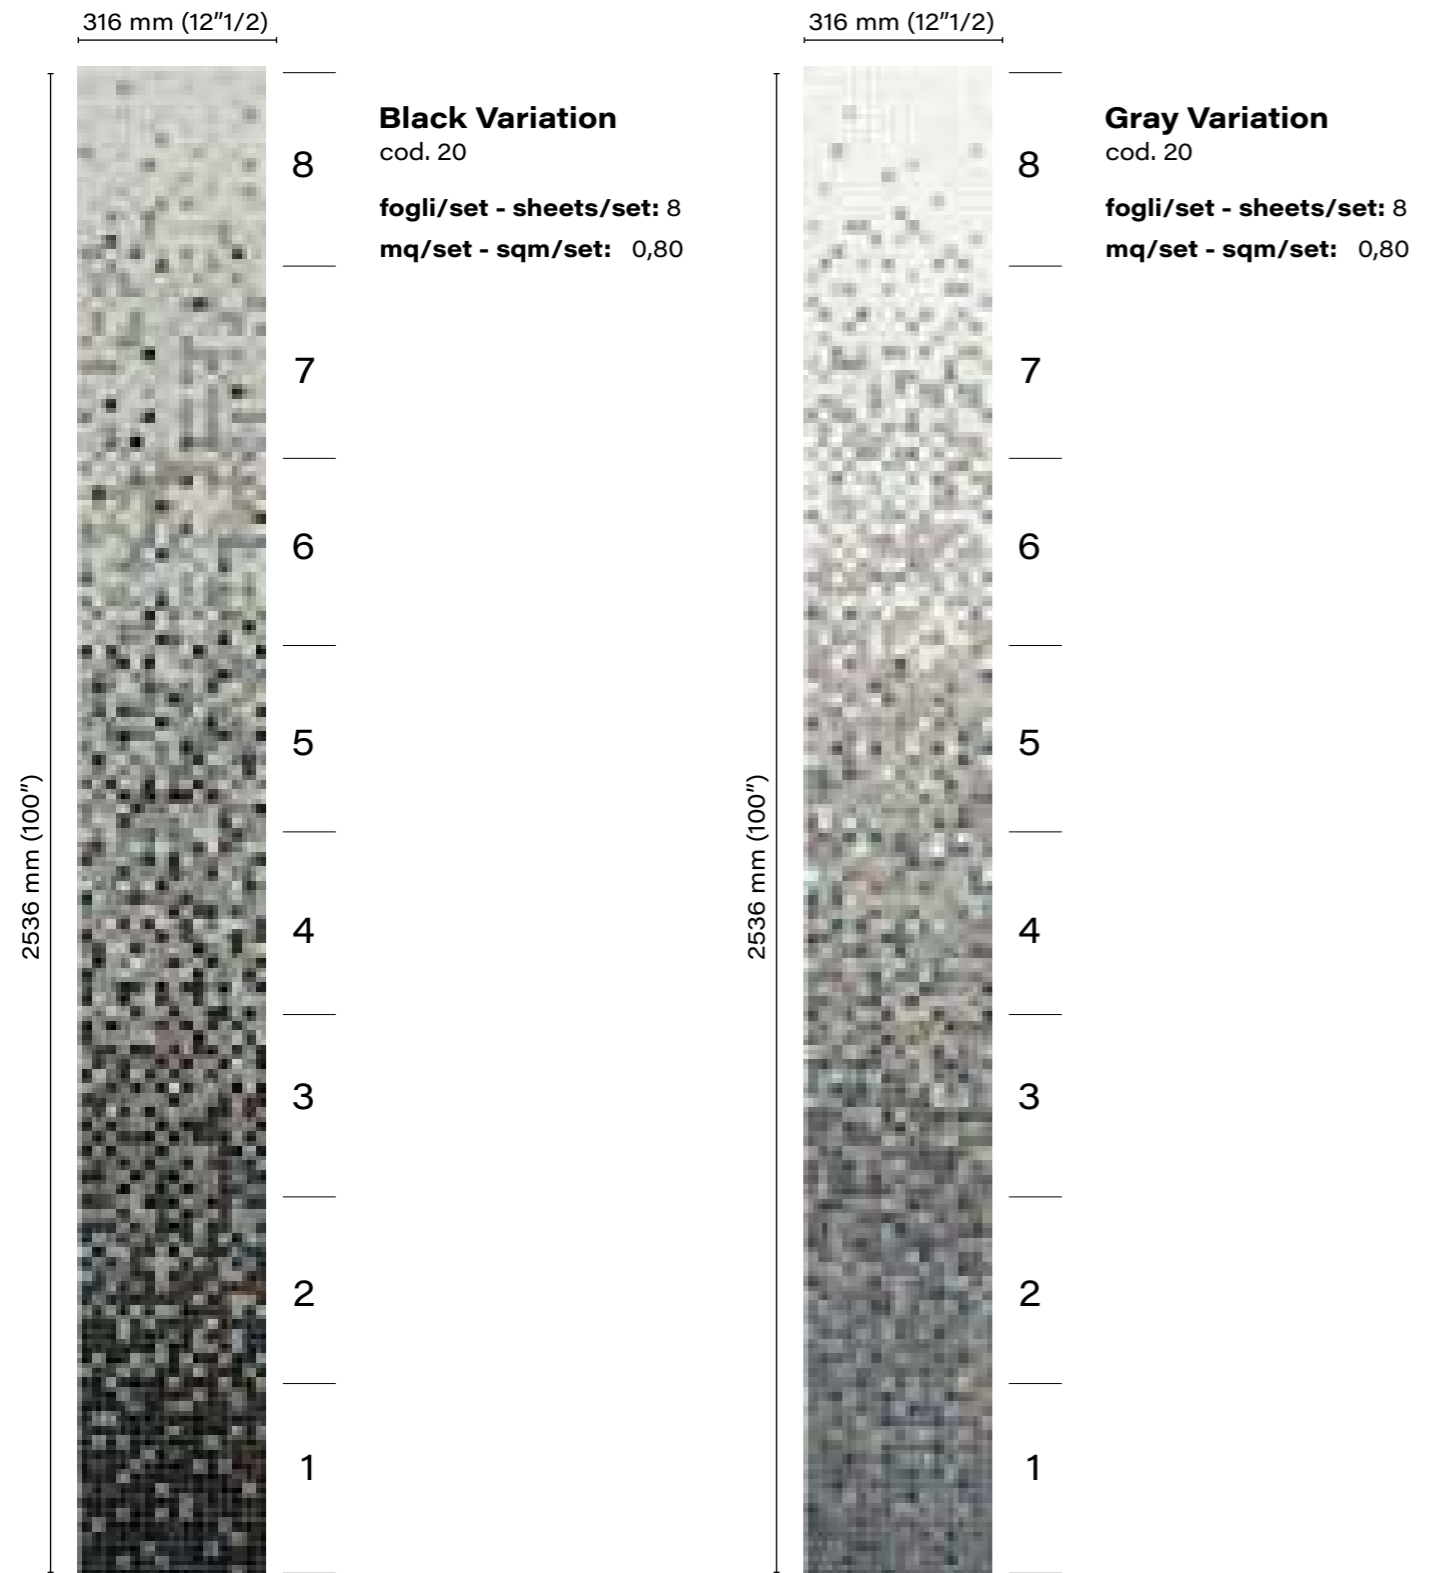 316 mm (12"1/2)
Black Variation
cod. 20
fogli/set - sheets/set: 8
mq/set - sqm/set: 0,80
2536 mm (100")
8
7
6
5
4
3
2
1
316 mm (12"1/2)
Gray Variation
cod. 20
fogli/set - sheets/set: 8
mq/set - sqm/set: 0,80
2536 mm (100")
8
7
6
5
4
3
2
1